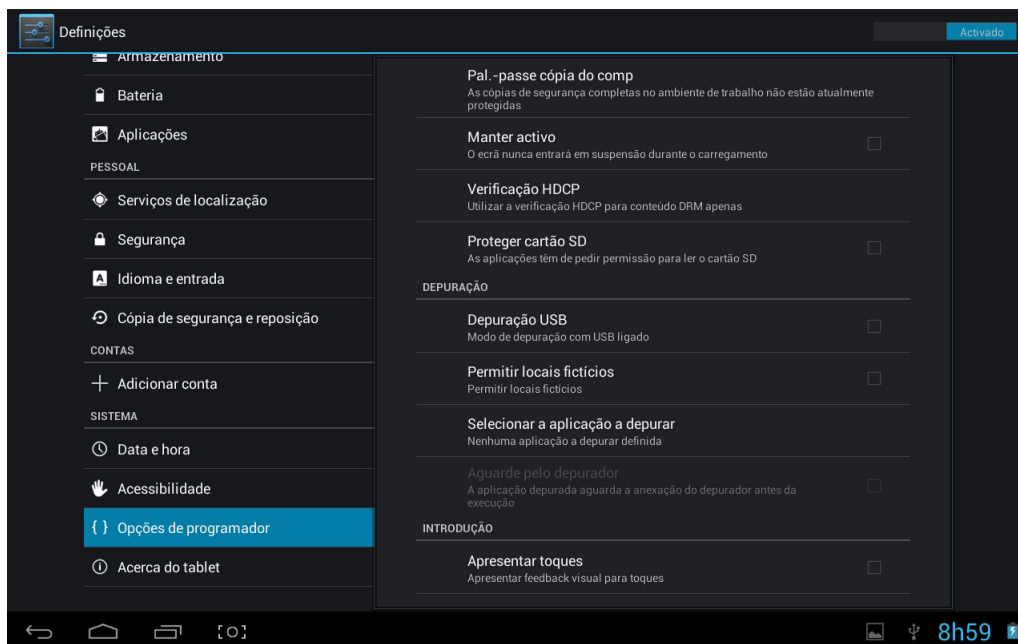 Definições
Activado
Armazenamento
Bateria
Aplicações
PESSOAL
Serviços de localização
Segurança
Idioma e entrada
Cópia de segurança e reposição
CONTAS
Adicionar conta
SISTEMA
Data e hora
Acessibilidade
Opções de programador
Acerca do tablet
Pal.-passe cópia do comp
As cópias de segurança completas no ambiente de trabalho não estão atualmente
protegidas
Manter activo
O ecrã nunca entrará em suspensão durante o carregamento
Verificação HDCP
Utilizar a verificação HDCP para conteúdo DRM apenas
Proteger cartão SD
As aplicações têm de pedir permissão para ler o cartão SD
DEPURAÇÃO
Depuração USB
Modo de depuração com USB ligado
Permitir locais fictícios
Permitir locais fictícios
Selecionar a aplicação a depurar
Nenhuma aplicação a depurar definida
Aguarde pelo depurador
A aplicação depurada aguarda a anexação do depurador antes da
execução
INTRODUÇÃO
Apresentar toques
Apresentar feedback visual para toques
8h59